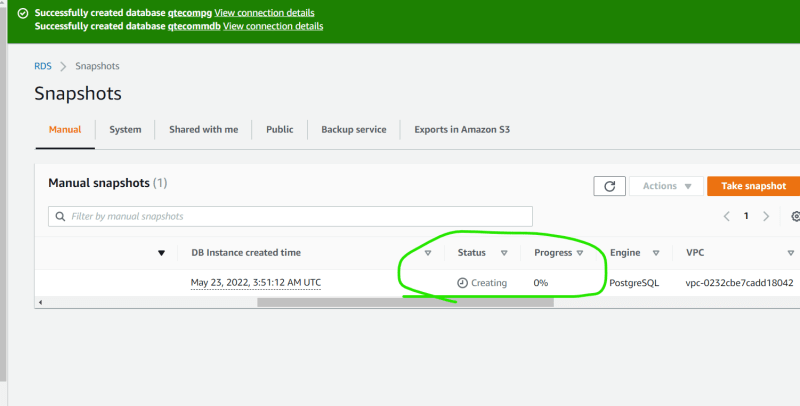 Successfully created database qtecompg View connection details
Successfully created database qtecommdb View connection details
RDS > Snapshots
Snapshots
Manual System Shared with me Public Backup service Exports in Amazon S3
Manual snapshots (1)
Actions Take snapshot
Filter by manual snapshots
1
DB Instance created time Status Progress Engine VPC
May 23, 2022, 3:51:12 AM UTC Creating 0% PostgreSQL vpc-0232cbe7cadd18042